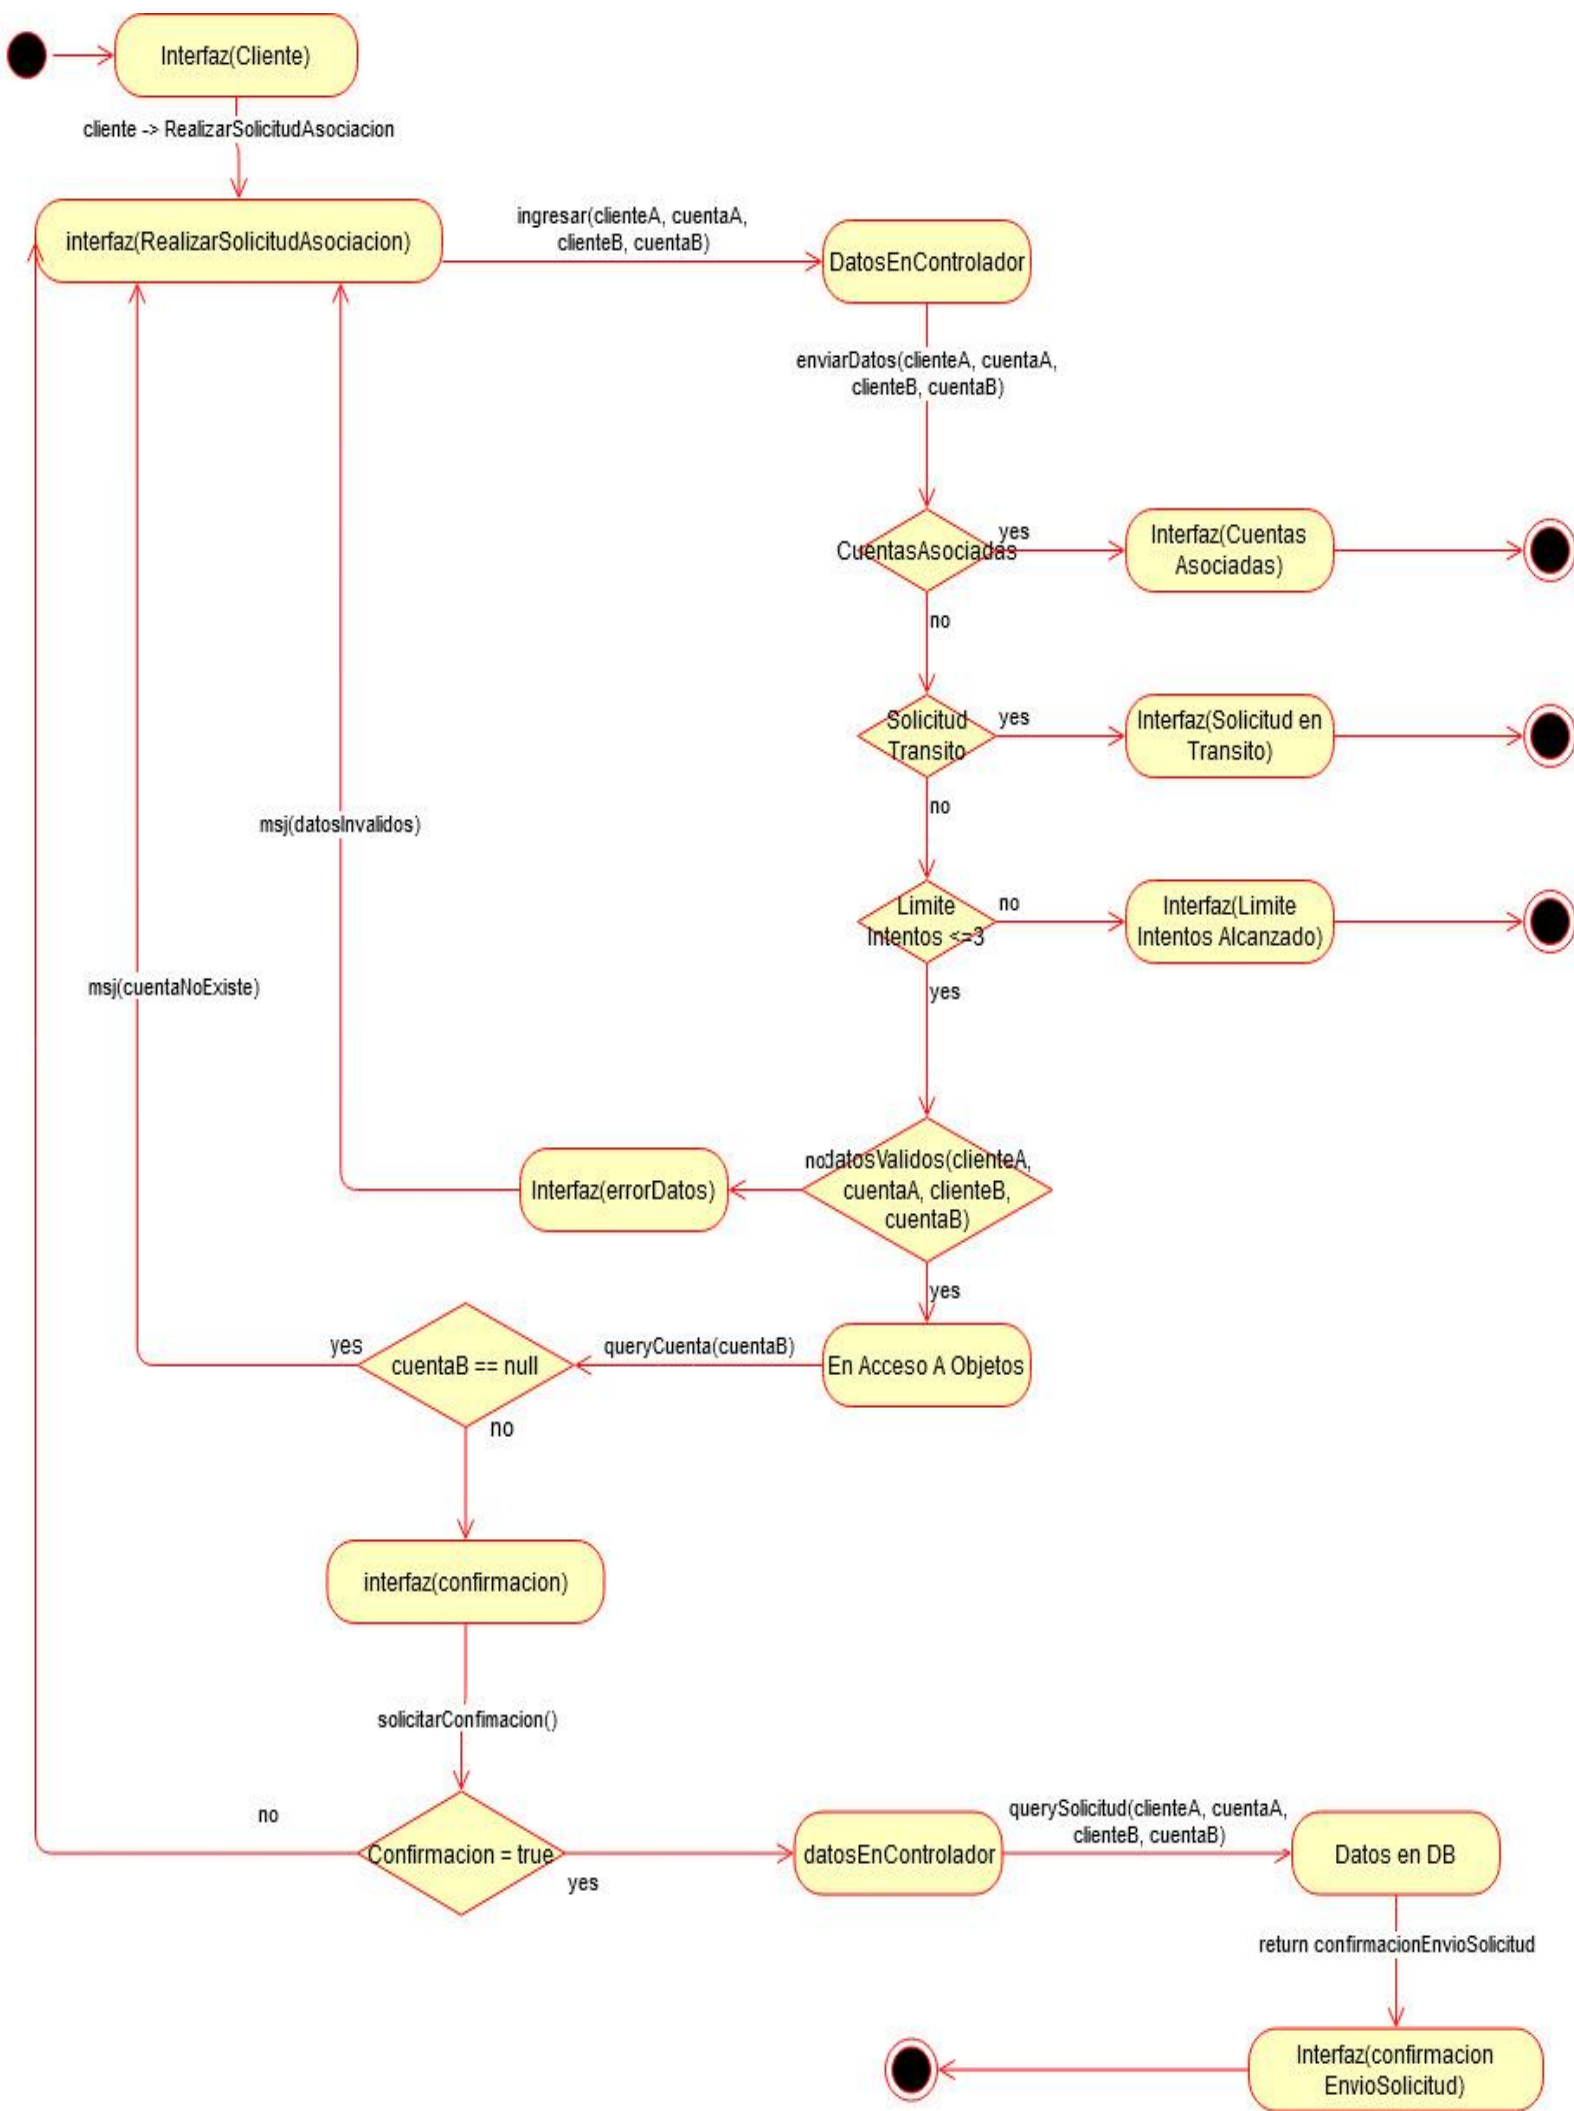 Interfaz(Cliente)
cliente -> RealizarSolicitudAsociacion
interfaz(RealizarSolicitudAsociacion)
ingresar(clienteA, cuentaA,
clienteB, cuentaB)
DatosEnControlador
enviarDatos(clienteA, cuentaA,
clienteB, cuentaB)
CuentasAsociadas
yes
Interfaz(Cuentas
Asociadas)
no
Solicitud
Transito
yes
Interfaz(Solicitud en
Transito)
no
Limite
Intentos <=3
no
Interfaz(Limite
Intentos Alcanzado)
yes
msj(datosInvalidos)
msj(cuentaNoExiste)
no
datosValidos(clienteA,
cuentaA, clienteB,
cuentaB)
Interfaz(errorDatos)
yes
En Acceso A Objetos
queryCuenta(cuentaB)
cuentaB == null
yes
no
interfaz(confirmacion)
solicitarConfimacion()
Confirmacion = true
no
yes
datosEnControlador
querySolicitud(clienteA, cuentaA,
clienteB, cuentaB)
Datos en DB
return confirmacionEnvioSolicitud
Interfaz(confirmacion
EnvioSolicitud)